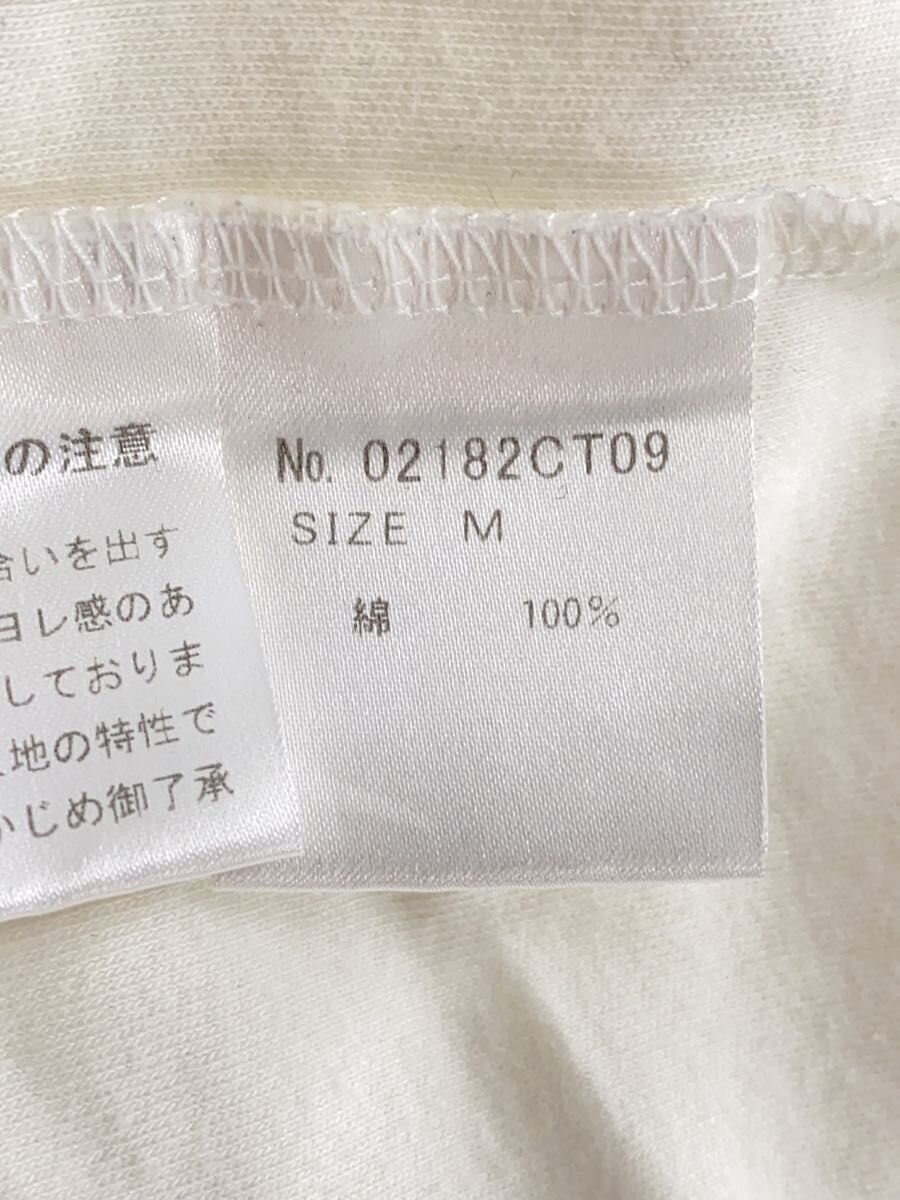 の注意
合いを出す
ヨレ感のあ
しておりま
地の特性で
かじめ御了承
No. 02182CT09
SIZE M
綿 100%